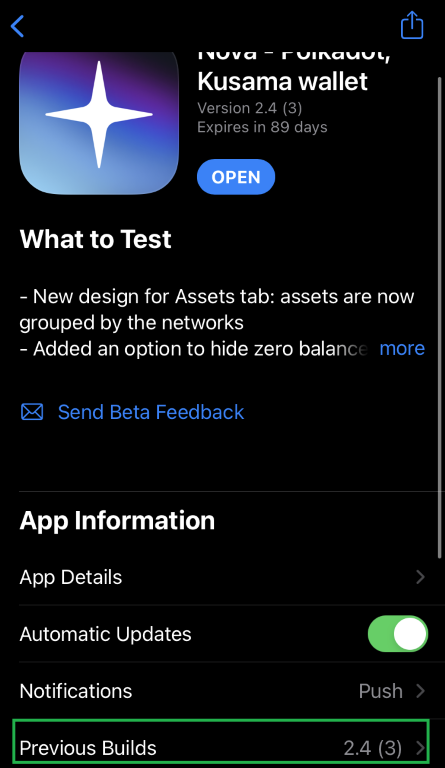 Nova - Polkadot,
Kusama wallet
Version 2.4 (3)
Expires in 89 days
OPEN
What to Test
- New design for Assets tab: assets are now
grouped by the networks
- Added an option to hide zero balance more
Send Beta Feedback
App Information
App Details
Automatic Updates
Notifications Push
Previous Builds 2.4 (3)